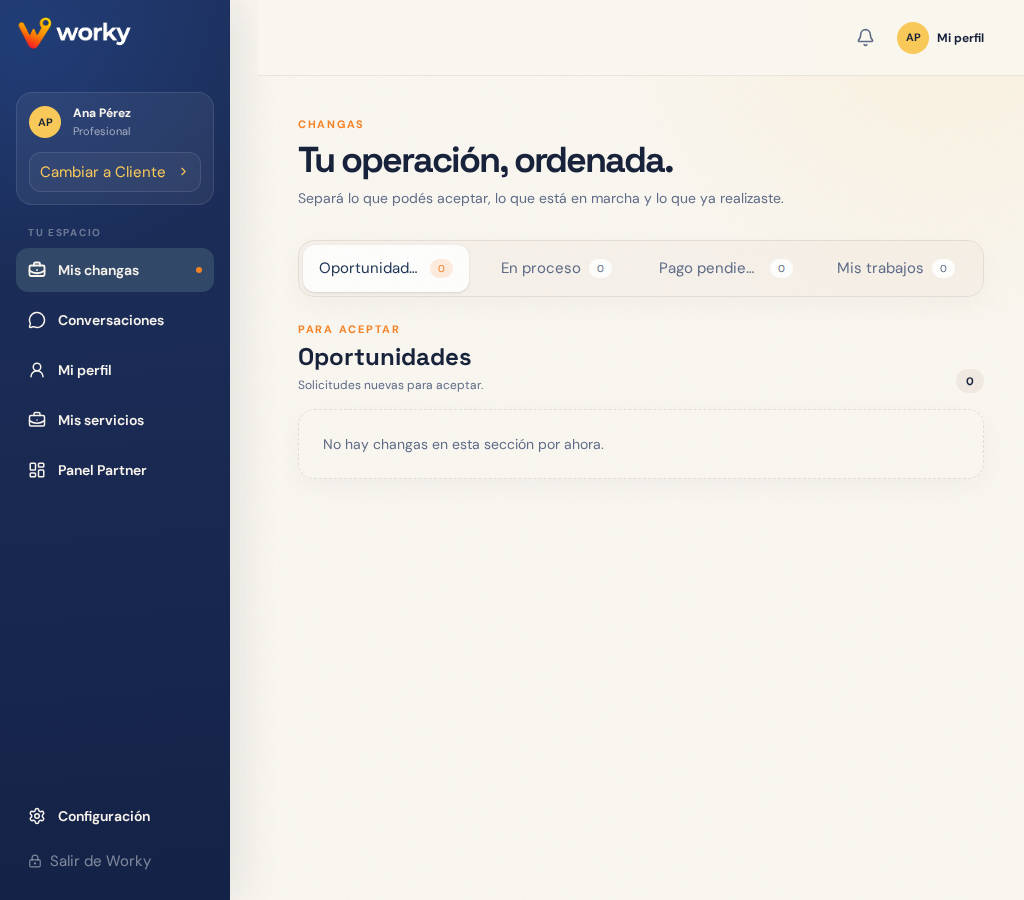 worky
AP
Mi perfil
AP
Ana Pérez
Profesional
Cambiar a Cliente
TU ESPACIO
Mis changas
Conversaciones
Mi perfil
Mis servicios
Panel Partner
Configuración
Salir de Worky
CHANGAS
Tu operación, ordenada.
Separá lo que podés aceptar, lo que está en marcha y lo que ya realizaste.
Oportunidad... 0
En proceso 0
Pago pendie... 0
Mis trabajos 0
PARA ACEPTAR
Oportunidades
Solicitudes nuevas para aceptar.
0
No hay changas en esta sección por ahora.